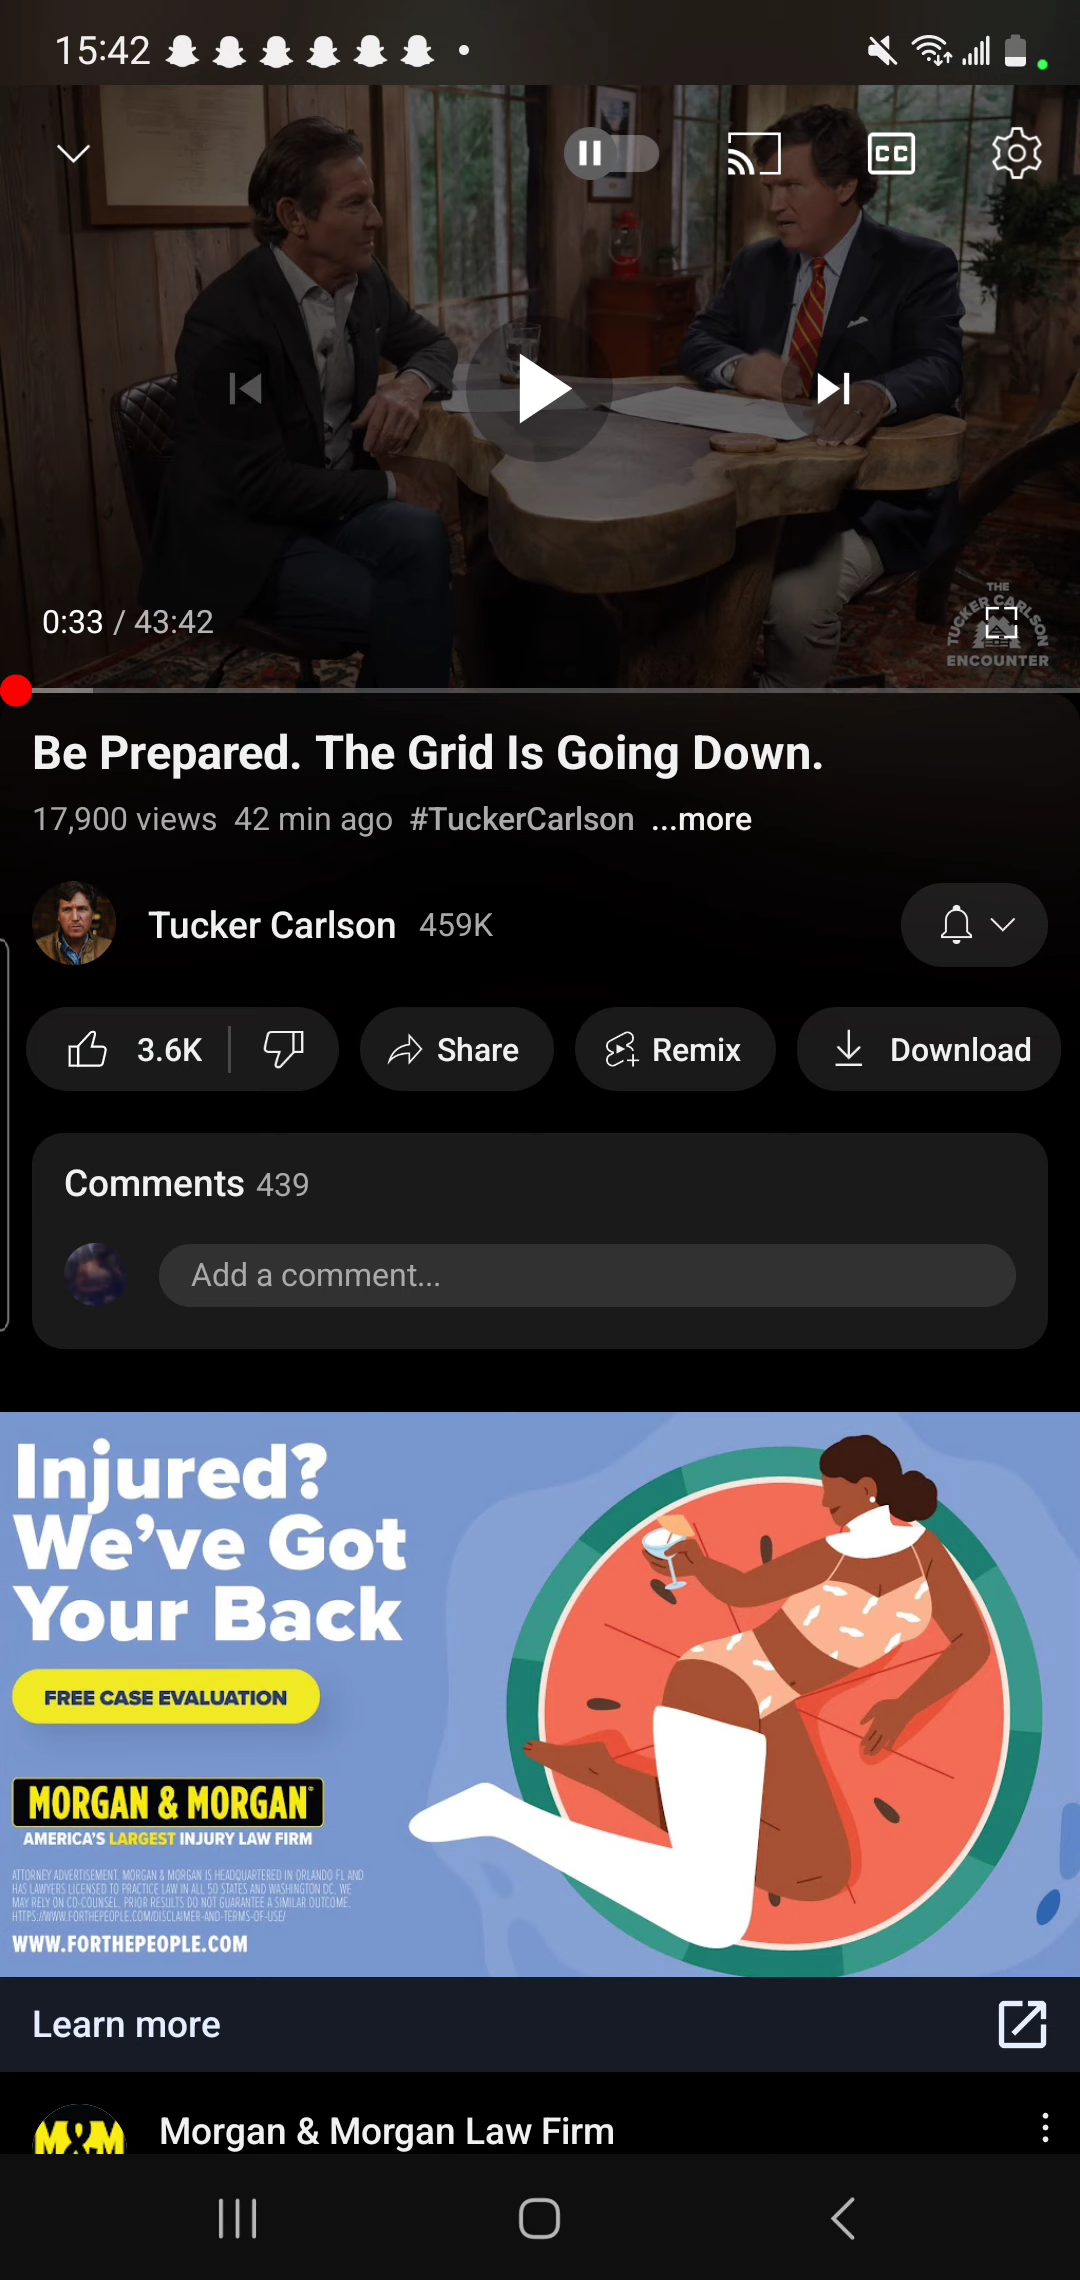 15:42
CC
0:33 / 43:42
THE
TUCKER CARLSON
ENCOUNTER
Be Prepared. The Grid Is Going Down.
17,900 views 42 min ago #TuckerCarlson ...more
Tucker Carlson 459K
3.6K
Share
Remix
Download
Comments 439
Add a comment...
Injured?
We've Got
Your Back
FREE CASE EVALUATION
MORGAN & MORGAN
AMERICA'S LARGEST INJURY LAW FIRM
ATTORNEY ADVERTISEMENT. MORGAN & MORGAN IS HEADQUARTERED IN ORLANDO FL AND
HAS LAWYERS LICENSED TO PRACTICE LAW IN ALL 50 STATES AND WASHINGTON DC. WE
MAY RELY ON CO-COUNSEL. PRIOR RESULTS DO NOT GUARANTEE A SIMILAR OUTCOME.
HTTPS://WWW.FORTHEPEOPLE.COM/DISCLAIMER-AND-TERMS-OF-USE/
WWW.FORTHEPEOPLE.COM
Learn more
M&M
Morgan & Morgan Law Firm